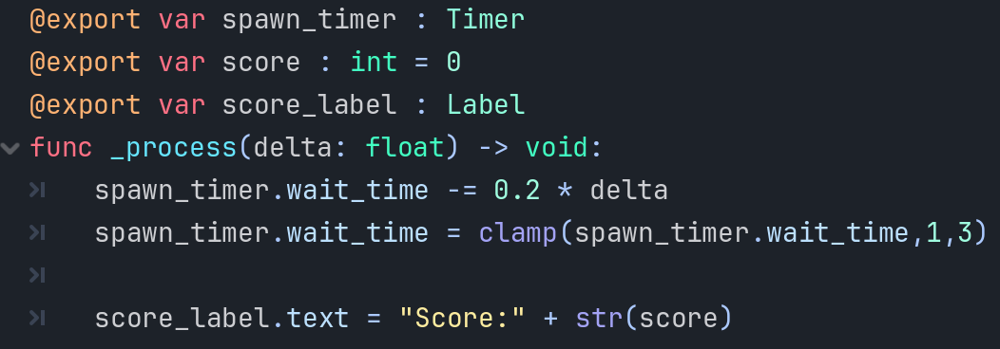 @export var spawn_timer : Timer
@export var score : int = 0
@export var score_label : Label
func _process(delta: float) -> void:
spawn_timer.wait_time -= 0.2 * delta
spawn_timer.wait_time = clamp(spawn_timer.wait_time,1,3)
score_label.text = "Score:" + str(score)